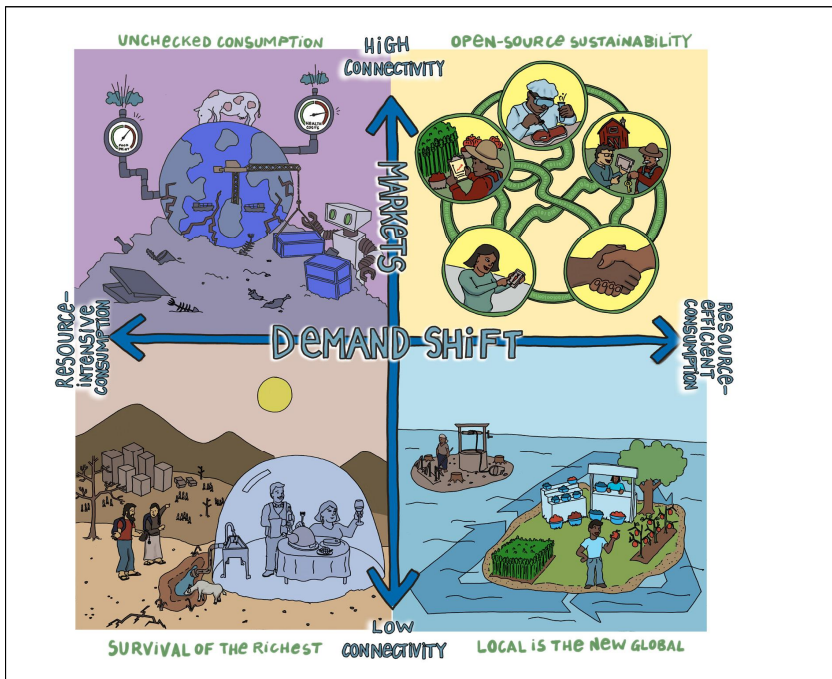 UNCHECKED CONSUMPTION
HIGH
CONNECTIVITY
OPEN-SOURCE SUSTAINABILITY
MARKETS
RESOURCE-
INTENSIVE
CONSUMPTION
DEMAND SHIFT
RESOURCE-
EFFICIENT
CONSUMPTION
SURVIVAL OF THE RICHEST
LOW
CONNECTIVITY
LOCAL IS THE NEW GLOBAL